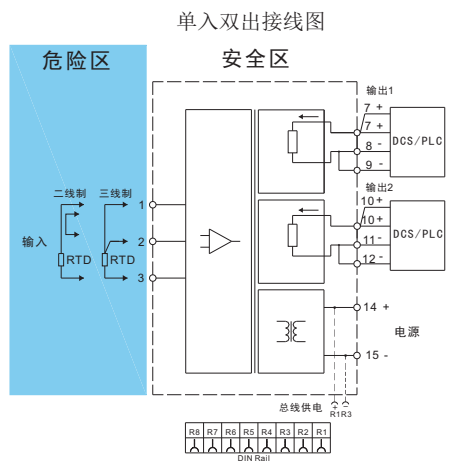 单入双出接线图
危险区
安全区
输出1
7 +
7 +
8 -
9 -
DCS/PLC
二线制
三线制
1
输入
2
RTD
RTD
3
输出2
10+
10+
11-
12-
DCS/PLC
14 +
电源
15 -
总线供电
+ -
R1R3
R8 R7 R6 R5 R4 R3 R2 R1
DIN Rail